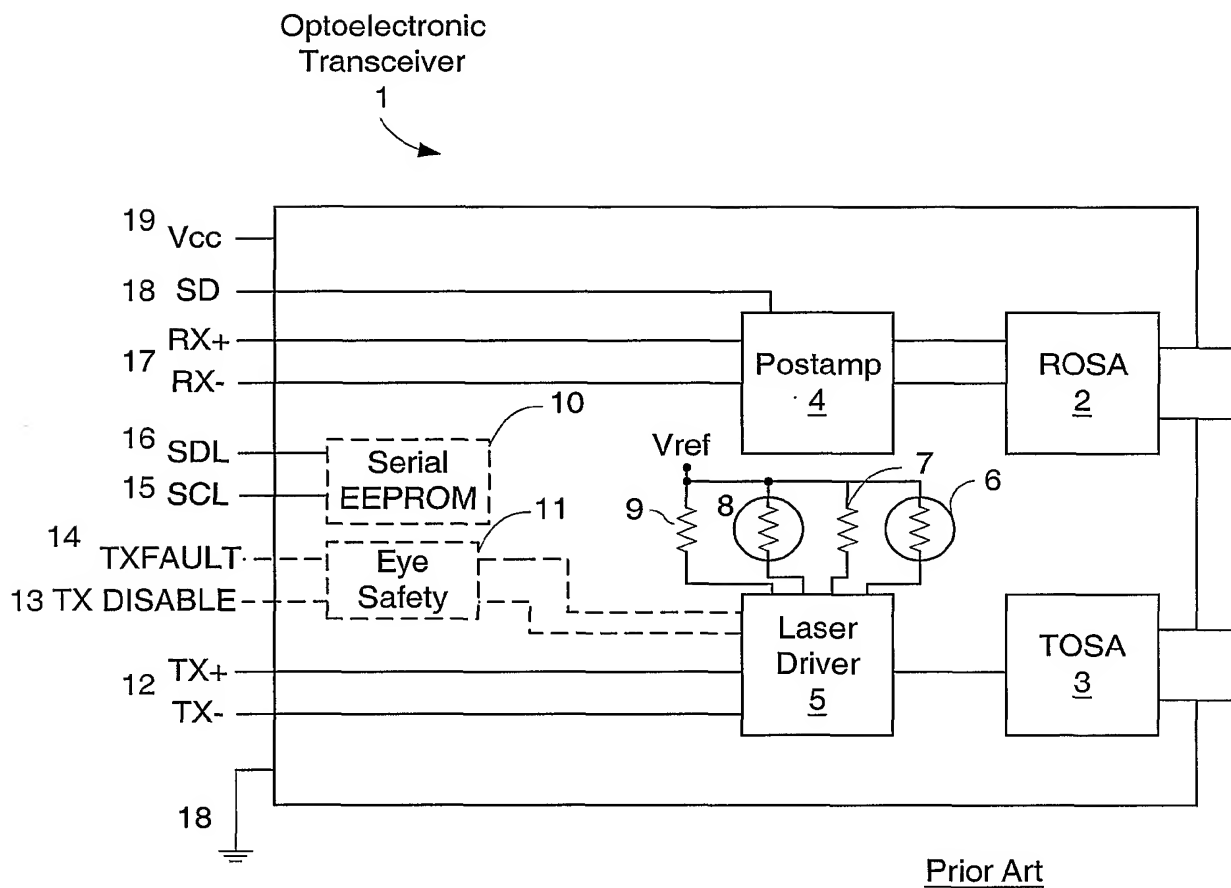 Optoelectronic
Transceiver
1
19
Vcc
18 SD
RX+
17
RX-
Postamp
4
ROSA
2
10
16
SDL
15 SCL
Serial
EEPROM
Vref
7
6
9
8
11
14
TXFAULT
13 TX DISABLE
Eye
Safety
Laser
Driver
5
TOSA
3
12
TX+
TX-
18
Prior Art